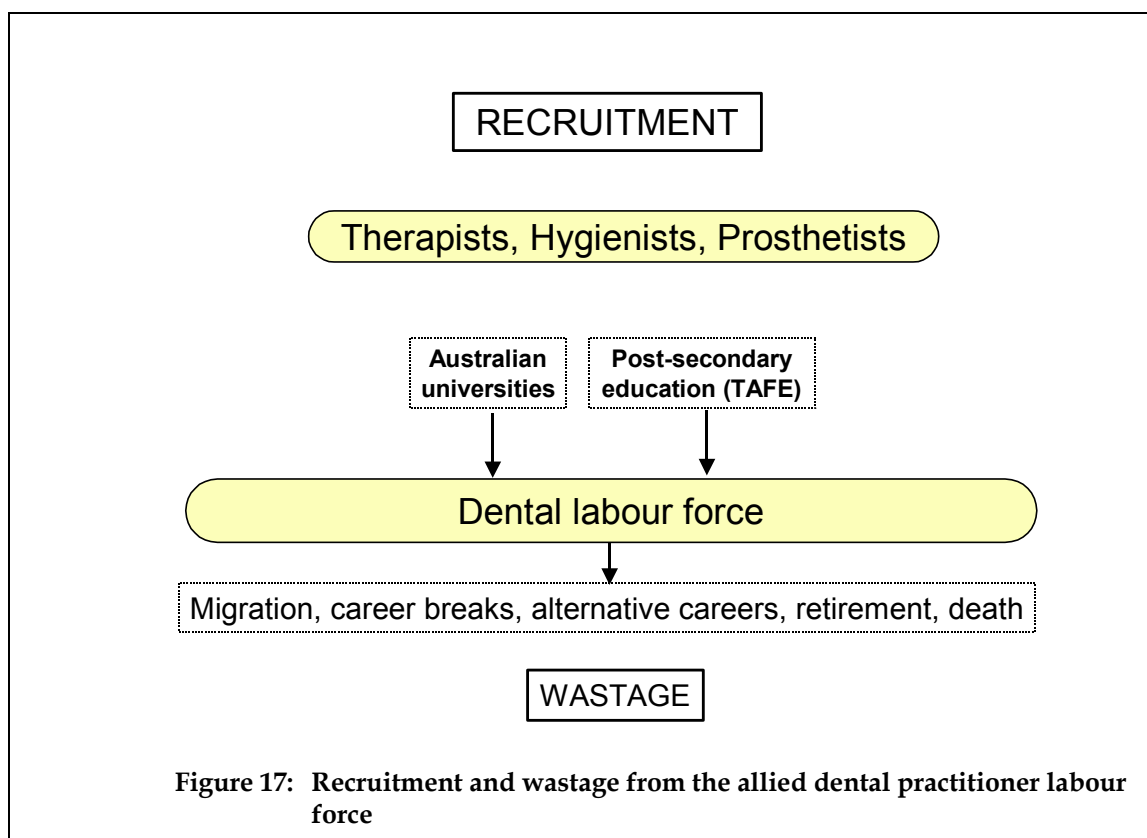 RECRUITMENT
Therapists, Hygienists, Prosthetists
Australian
universities
Post-secondary
education (TAFE)
Dental labour force
Migration, career breaks, alternative careers, retirement, death
WASTAGE
Figure 17: Recruitment and wastage from the allied dental practitioner labour
force